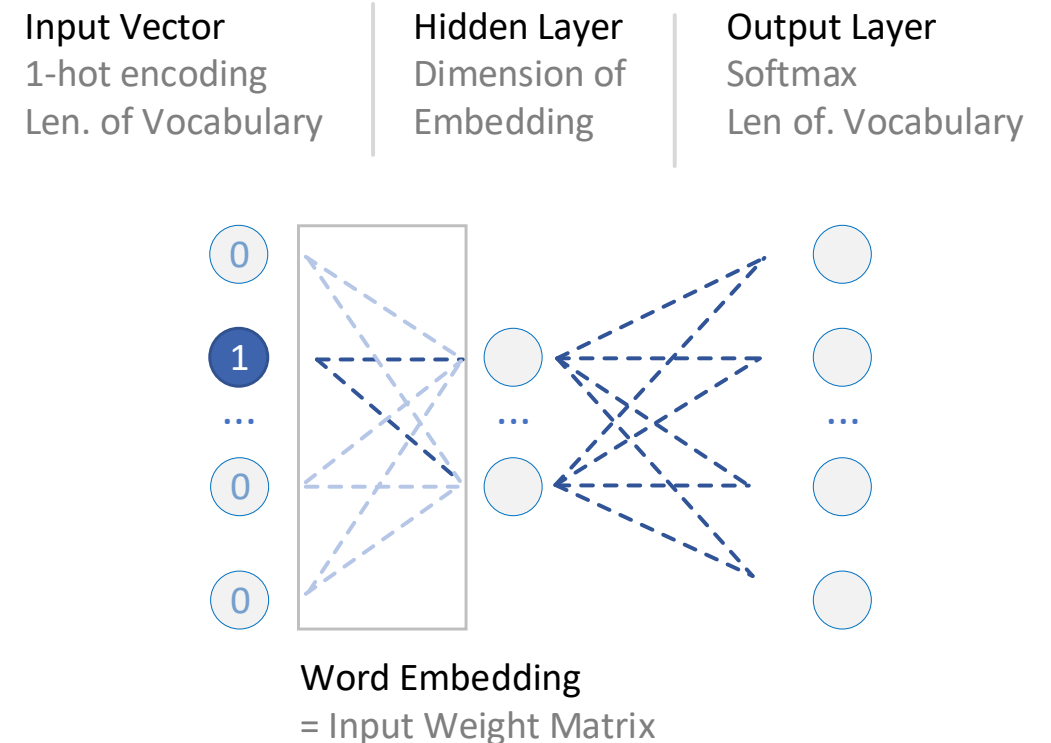 Input Vector
1-hot encoding
Len. of Vocabulary
Hidden Layer
Dimension of
Embedding
Output Layer
Softmax
Len of. Vocabulary
0
1
...
0
0
...
...
Word Embedding
= Input Weight Matrix